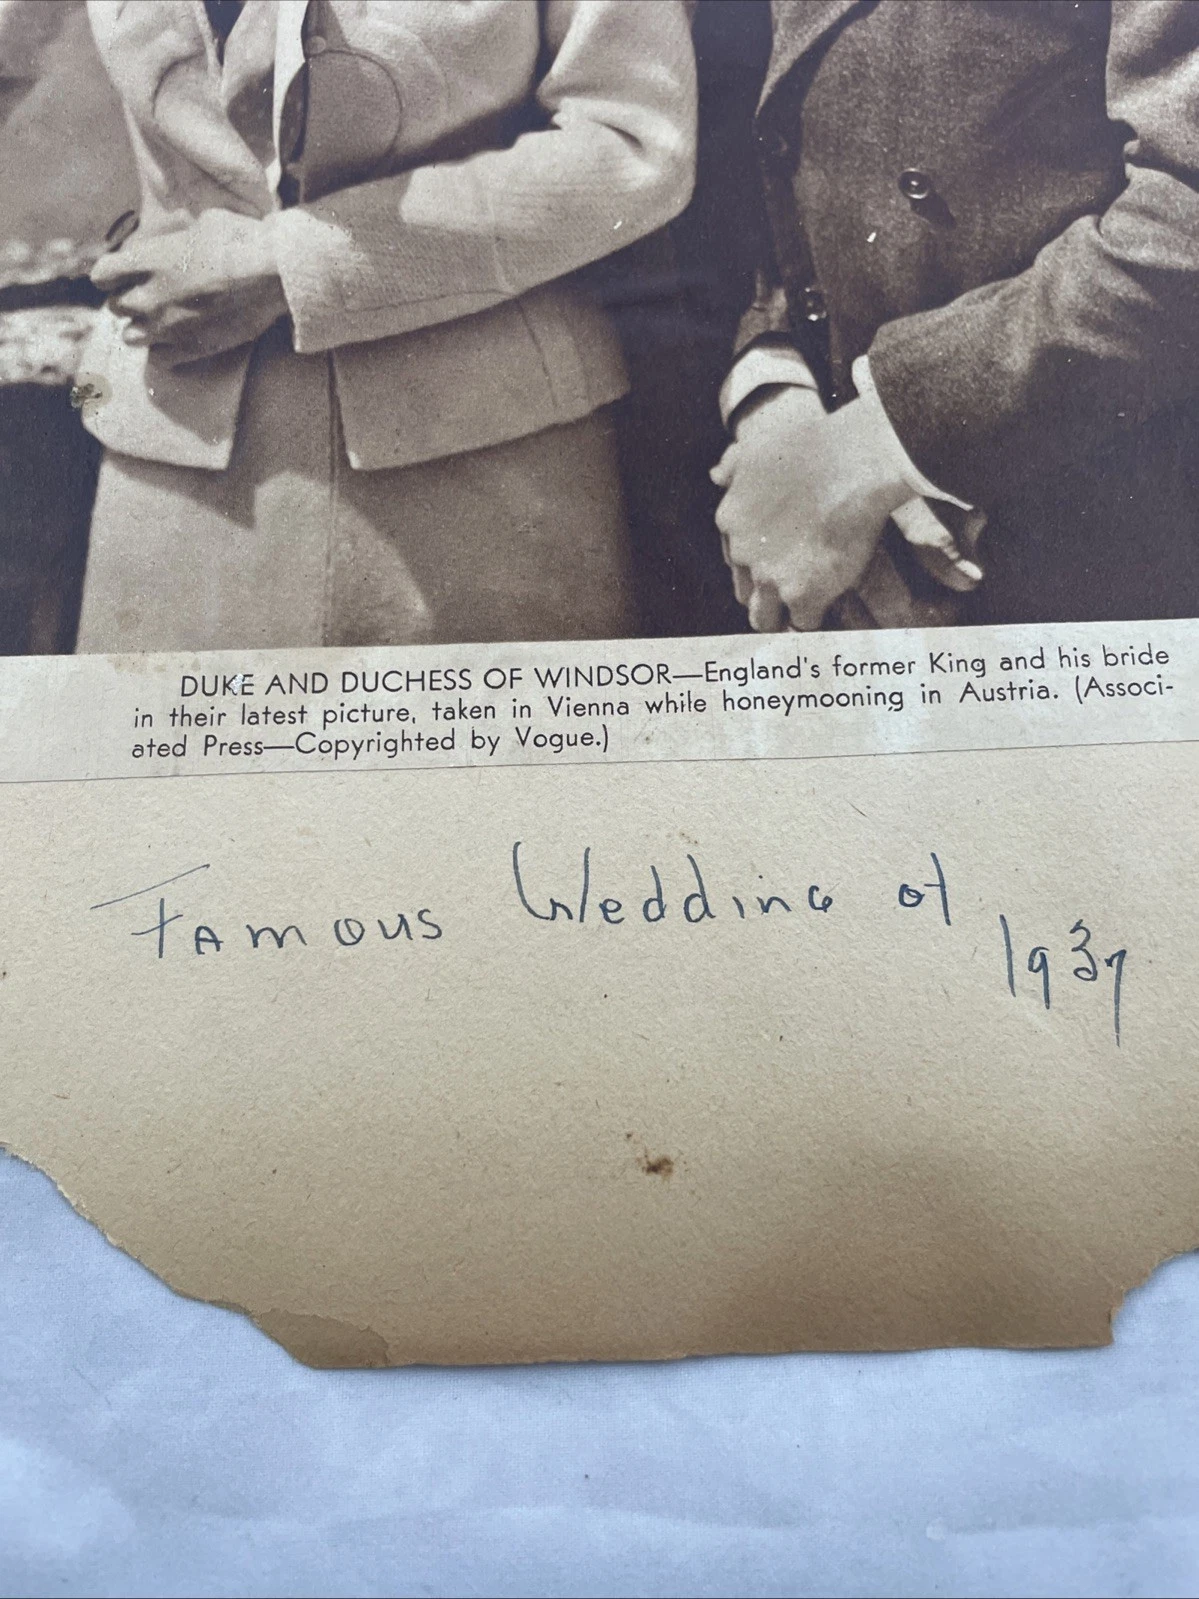 DUKE AND DUCHESS OF WINDSOR—England's former King and his bride
in their latest picture, taken in Vienna while honeymooning in Austria. (Associ-
ated Press—Copyrighted by Vogue.)
Famous Wedding of
1937